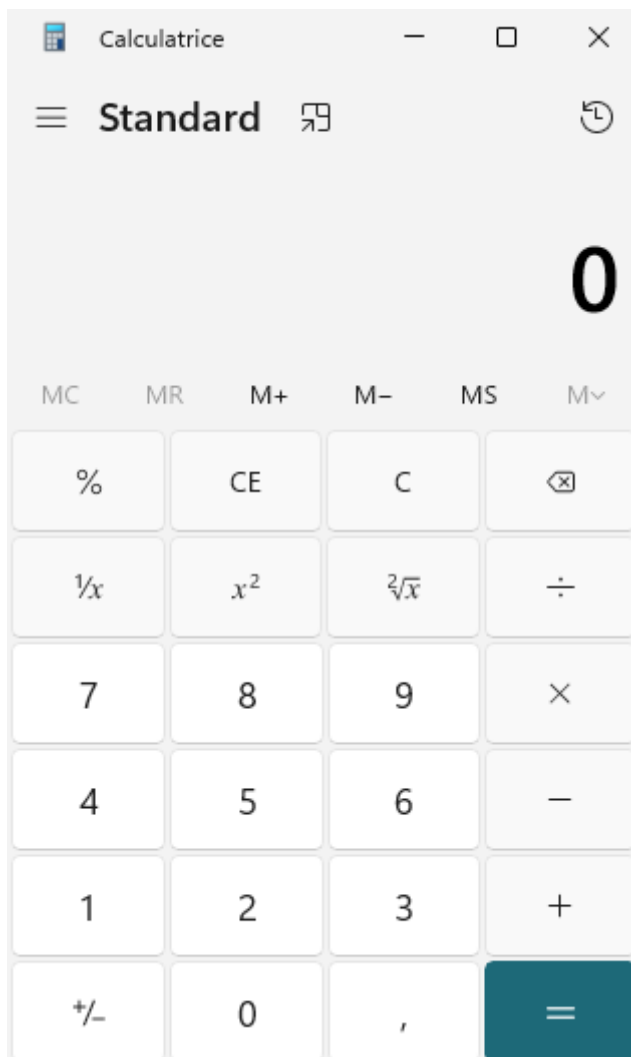 Calculatrice
Standard
0
MC MR M+ M− MS M
% CE C
¹/x x² ²√x ÷
7 8 9 ×
4 5 6 −
1 2 3 +
+/− 0 , =